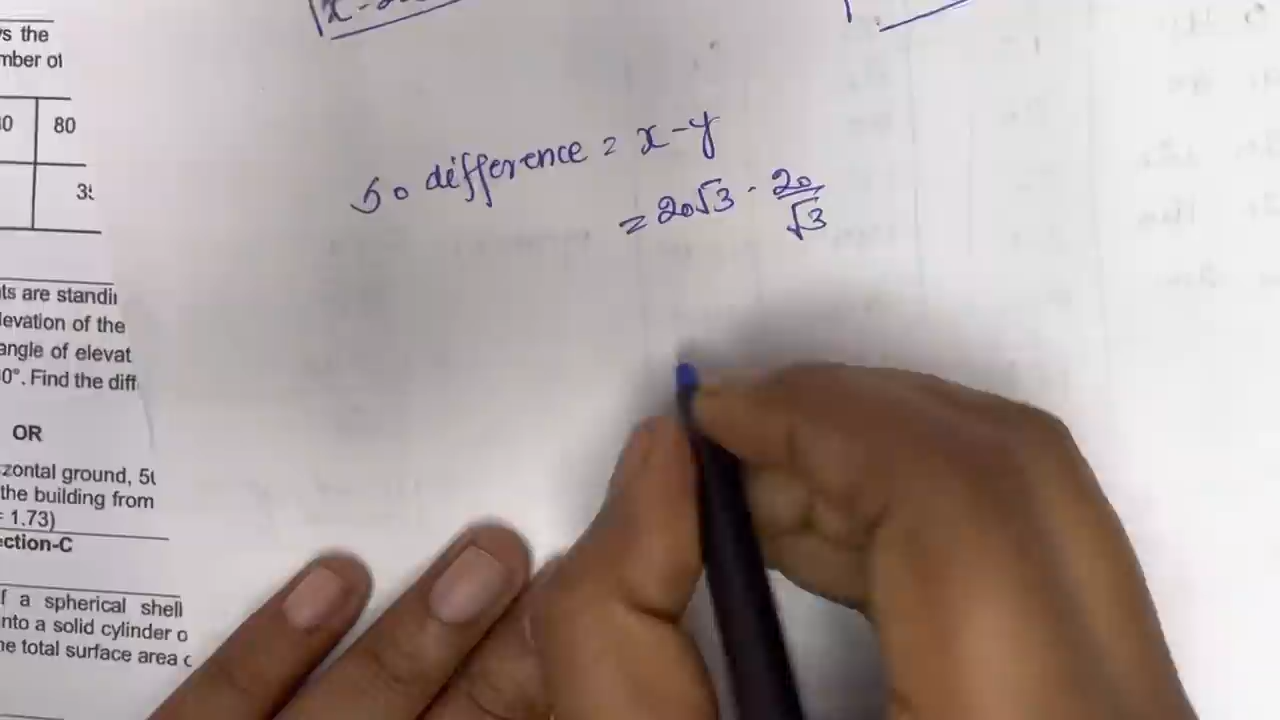 s the
mber of
0 80
3
ts are standi
levation of the
angle of elevat
0°. Find the diff
OR
zontal ground, 5
the building from
= 1.73)
ction-C
f a spherical shell
nto a solid cylinder o
e total surface area c
So difference = x-y
= 20√3 - 20/√3